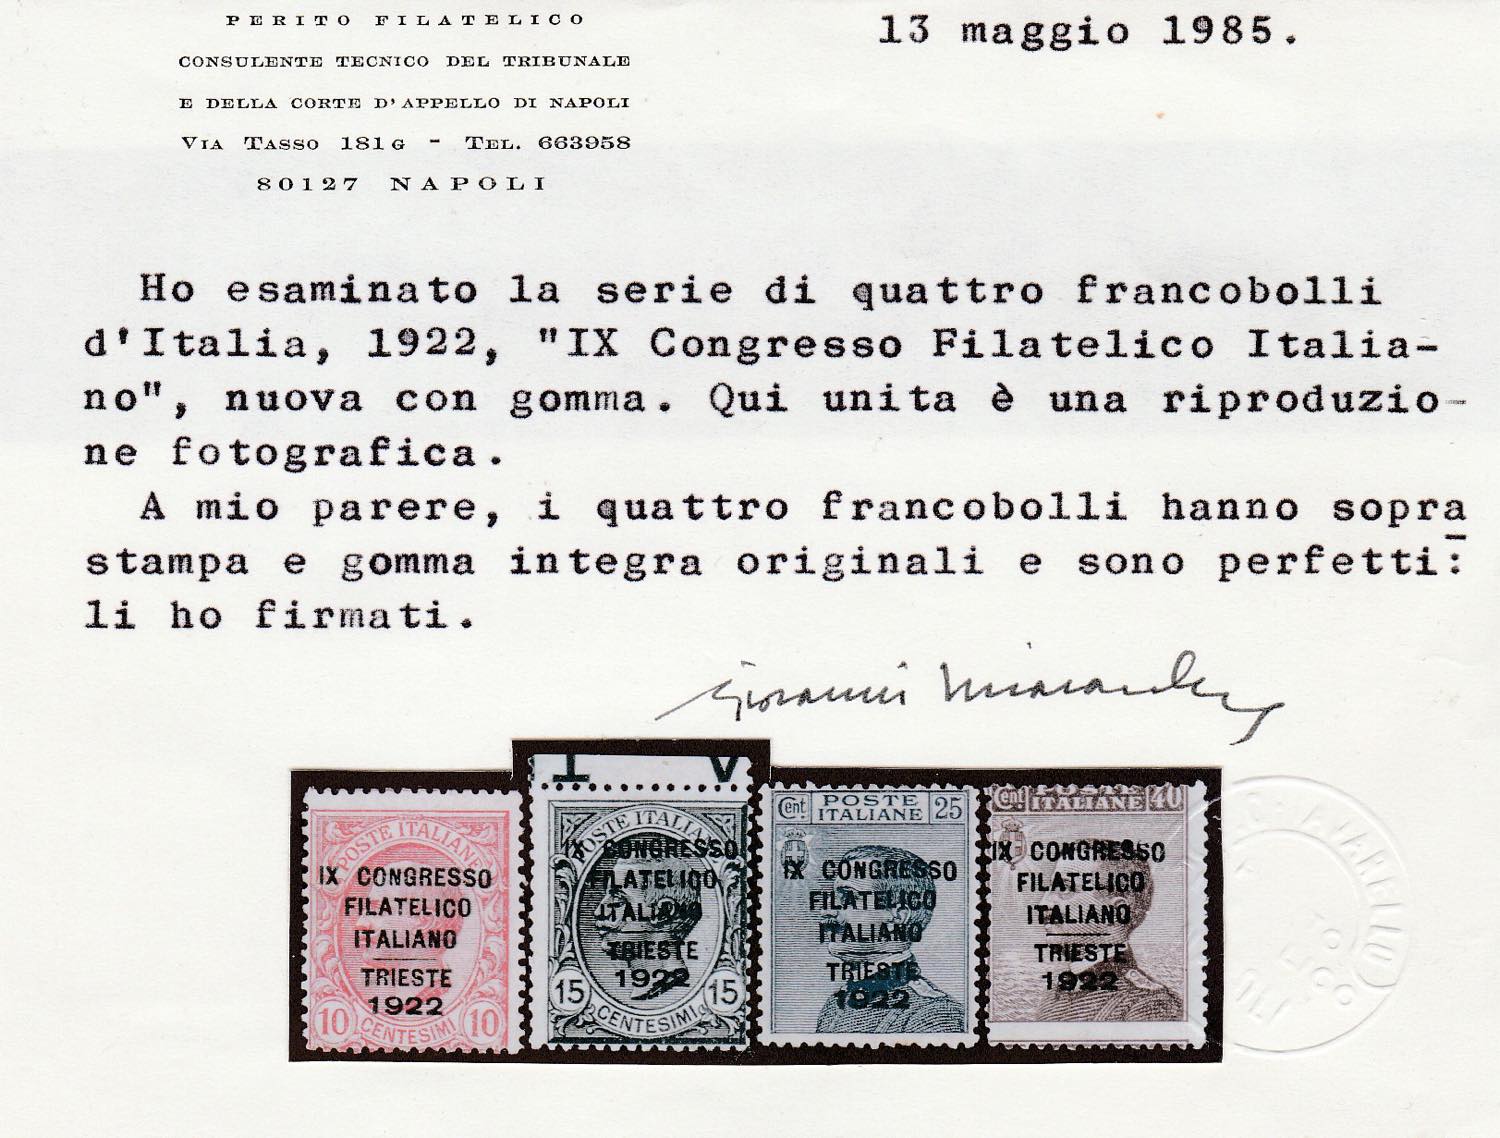 PERITO FILATELICO
CONSULENTE TECNICO DEL TRIBUNALE
E DELLA CORTE D'APPELLO DI NAPOLI
VIA TASSO 181 G - TEL. 663958
80127 NAPOLI
13 maggio 1985.
Ho esaminato la serie di quattro francobolli
d'Italia, 1922, "IX Congresso Filatelico Italia-
no", nuova con gomma. Qui unita è una riproduzio-
ne fotografica.
A mio parere, i quattro francobolli hanno sopra
stampa e gomma integra originali e sono perfetti:
li ho firmati.
POSTE ITALIANE
IX CONGRESSO
FILATELICO
ITALIANO
TRIESTE
1922
10 CENTESIMI 10
POSTE ITALIANE
IX CONGRESSO
FILATELICO
ITALIANO
TRIESTE
1922
15 CENTESIMI 15
Cent POSTE 25
ITALIANE
IX CONGRESSO
FILATELICO
ITALIANO
TRIESTE
1922
Cent POSTE 40
ITALIANE
IX CONGRESSO
FILATELICO
ITALIANO
TRIESTE
1922